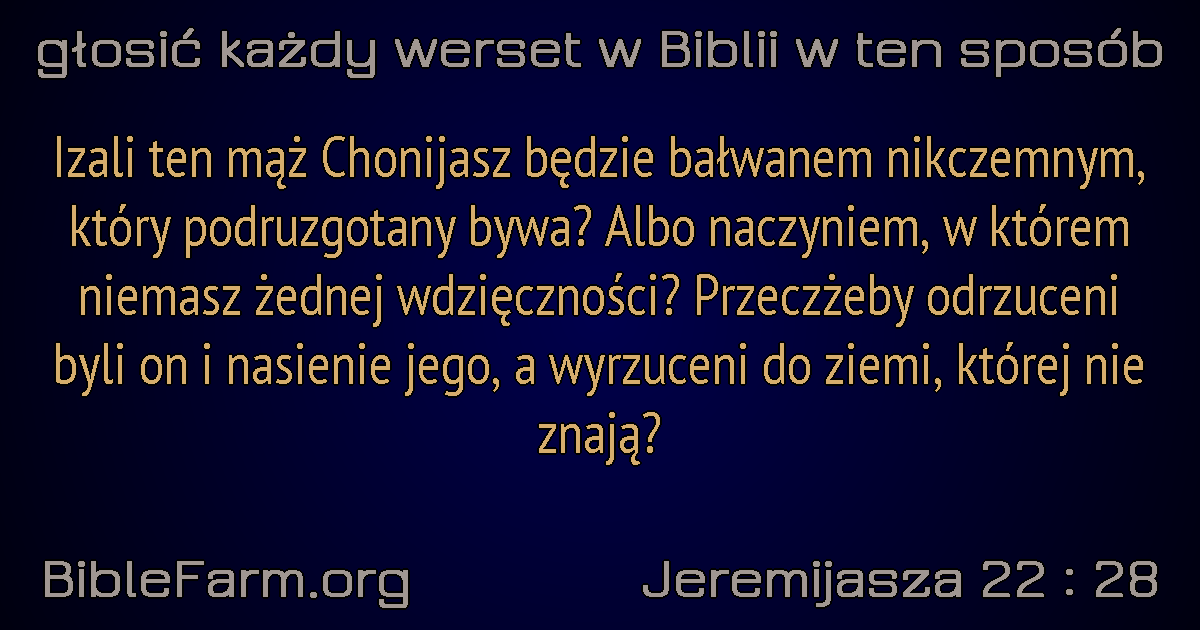 głosić każdy werset w Biblii w ten sposób
Izali ten mąż Chonijasz będzie bałwanem nikczemnym,
który podruzgotany bywa? Albo naczyniem, w którem
niemasz żednej wdzięczności? Przeczżeby odrzuceni
byli on i nasienie jego, a wyrzuceni do ziemi, której nie
znają?
BibleFarm.org
Jeremijasza 22 : 28